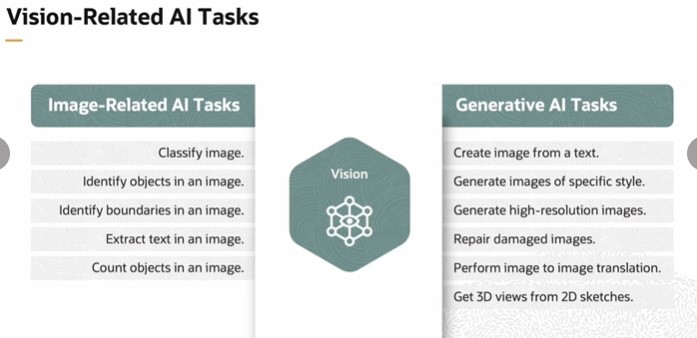 Vision-Related AI Tasks
Image-Related AI Tasks
Classify image.
Identify objects in an image.
Identify boundaries in an image.
Extract text in an image.
Count objects in an image.
Vision
Generative AI Tasks
Create image from a text.
Generate images of specific style.
Generate high-resolution images.
Repair damaged images.
Perform image to image translation.
Get 3D views from 2D sketches.